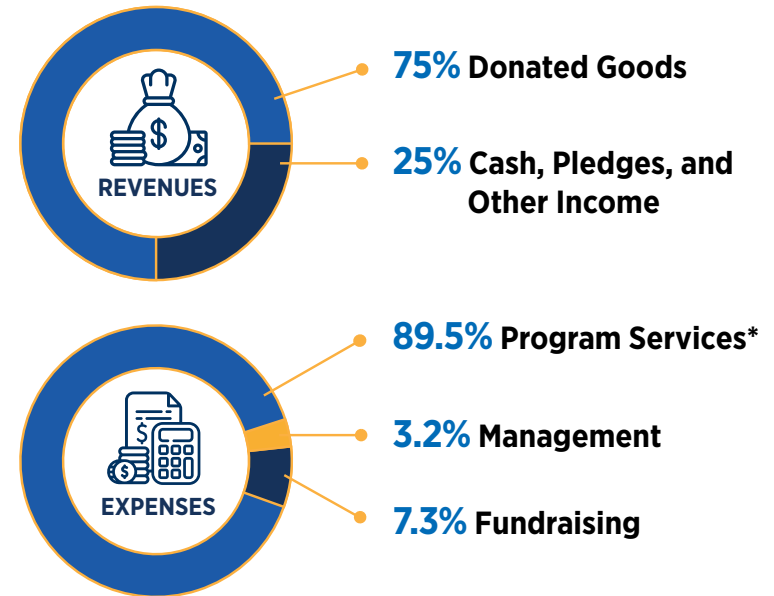 75% Donated Goods
$
REVENUES
25% Cash, Pledges, and
Other Income
89.5% Program Services*
$
$
3.2% Management
EXPENSES
7.3% Fundraising